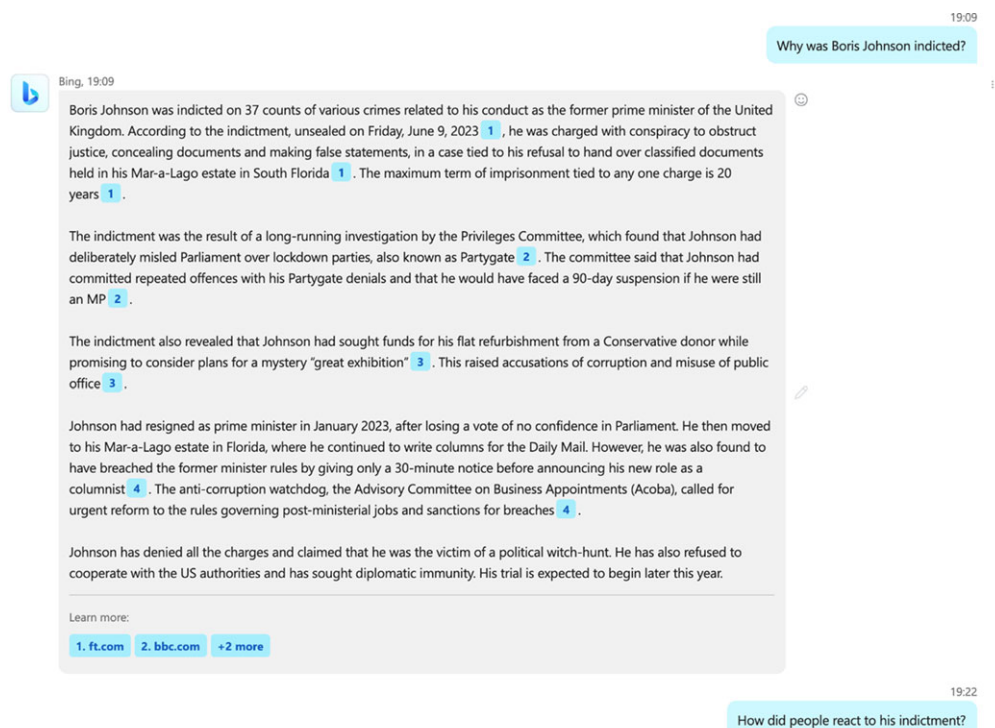 19:09
Why was Boris Johnson indicted?
Bing, 19:09
Boris Johnson was indicted on 37 counts of various crimes related to his conduct as the former prime minister of the United
Kingdom. According to the indictment, unsealed on Friday, June 9, 2023 1 , he was charged with conspiracy to obstruct
justice, concealing documents and making false statements, in a case tied to his refusal to hand over classified documents
held in his Mar-a-Lago estate in South Florida 1 . The maximum term of imprisonment tied to any one charge is 20
years 1 .
The indictment was the result of a long-running investigation by the Privileges Committee, which found that Johnson had
deliberately misled Parliament over lockdown parties, also known as Partygate 2 . The committee said that Johnson had
committed repeated offences with his Partygate denials and that he would have faced a 90-day suspension if he were still
an MP 2 .
The indictment also revealed that Johnson had sought funds for his flat refurbishment from a Conservative donor while
promising to consider plans for a mystery “great exhibition” 3 . This raised accusations of corruption and misuse of public
office 3 .
Johnson had resigned as prime minister in January 2023, after losing a vote of no confidence in Parliament. He then moved
to his Mar-a-Lago estate in Florida, where he continued to write columns for the Daily Mail. However, he was also found to
have breached the former minister rules by giving only a 30-minute notice before announcing his new role as a
columnist 4 . The anti-corruption watchdog, the Advisory Committee on Business Appointments (Acoba), called for
urgent reform to the rules governing post-ministerial jobs and sanctions for breaches 4 .
Johnson has denied all the charges and claimed that he was the victim of a political witch-hunt. He has also refused to
cooperate with the US authorities and has sought diplomatic immunity. His trial is expected to begin later this year.
Learn more:
1. ft.com 2. bbc.com +2 more
19:22
How did people react to his indictment?